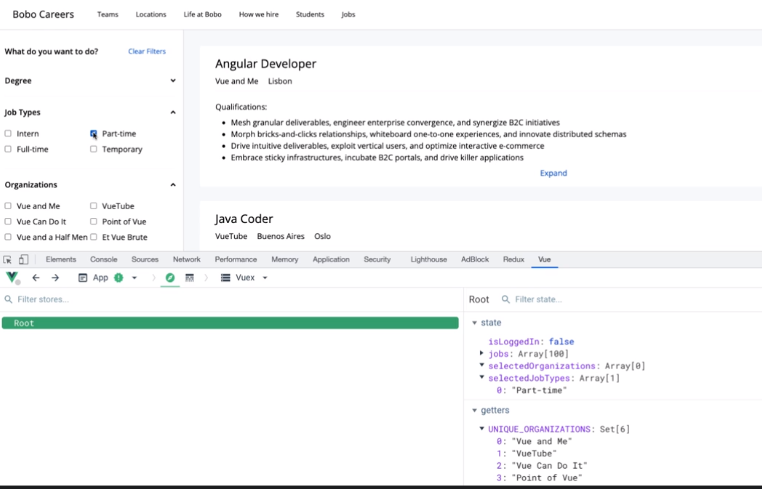 Bobo Careers Teams Locations Life at Bobo How we hire Students Jobs
What do you want to do? Clear Filters
Degree
Job Types
Intern Part-time
Full-time Temporary
Organizations
Vue and Me VueTube
Vue Can Do It Point of Vue
Vue and a Half Men Et Vue Brute
Angular Developer
Vue and Me Lisbon
Qualifications:
Mesh granular deliverables, engineer enterprise convergence, and synergize B2C initiatives
Morph bricks-and-clicks relationships, whiteboard one-to-one experiences, and innovate distributed schemas
Drive intuitive deliverables, exploit vertical users, and optimize interactive e-commerce
Embrace sticky infrastructures, incubate B2C portals, and drive killer applications
Expand
Java Coder
VueTube Buenos Aires Oslo
Elements Console Sources Network Performance Memory Application Security Lighthouse AdBlock Redux Vue
App 1 Vuex
Filter stores...
Root
Root Filter state...
state
isLoggedIn: false
jobs: Array[100]
selectedOrganizations: Array[0]
selectedJobTypes: Array[1]
0: "Part-time"
getters
UNIQUE_ORGANIZATIONS: Set[6]
0: "Vue and Me"
1: "VueTube"
2: "Vue Can Do It"
3: "Point of Vue"